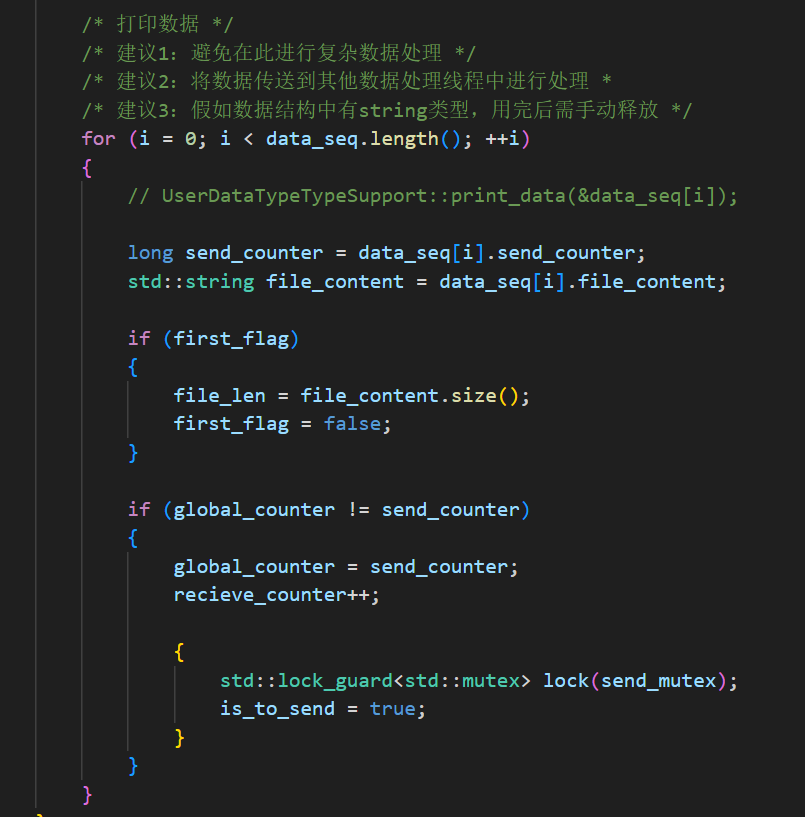 /* 打印数据 */
/* 建议1: 避免在此进行复杂数据处理 */
/* 建议2: 将数据传送到其他数据处理线程中进行处理 *
/* 建议3: 假如数据结构中有string类型，用完后需手动释放 */
for (i = 0; i < data_seq.length(); ++i)
{
// UserDataTypeTypeSupport::print_data(&data_seq[i]);
long send_counter = data_seq[i].send_counter;
std::string file_content = data_seq[i].file_content;
if (first_flag)
{
file_len = file_content.size();
first_flag = false;
}
if (global_counter != send_counter)
{
global_counter = send_counter;
recieve_counter++;
{
std::lock_guard<std::mutex> lock(send_mutex);
is_to_send = true;
}
}
}